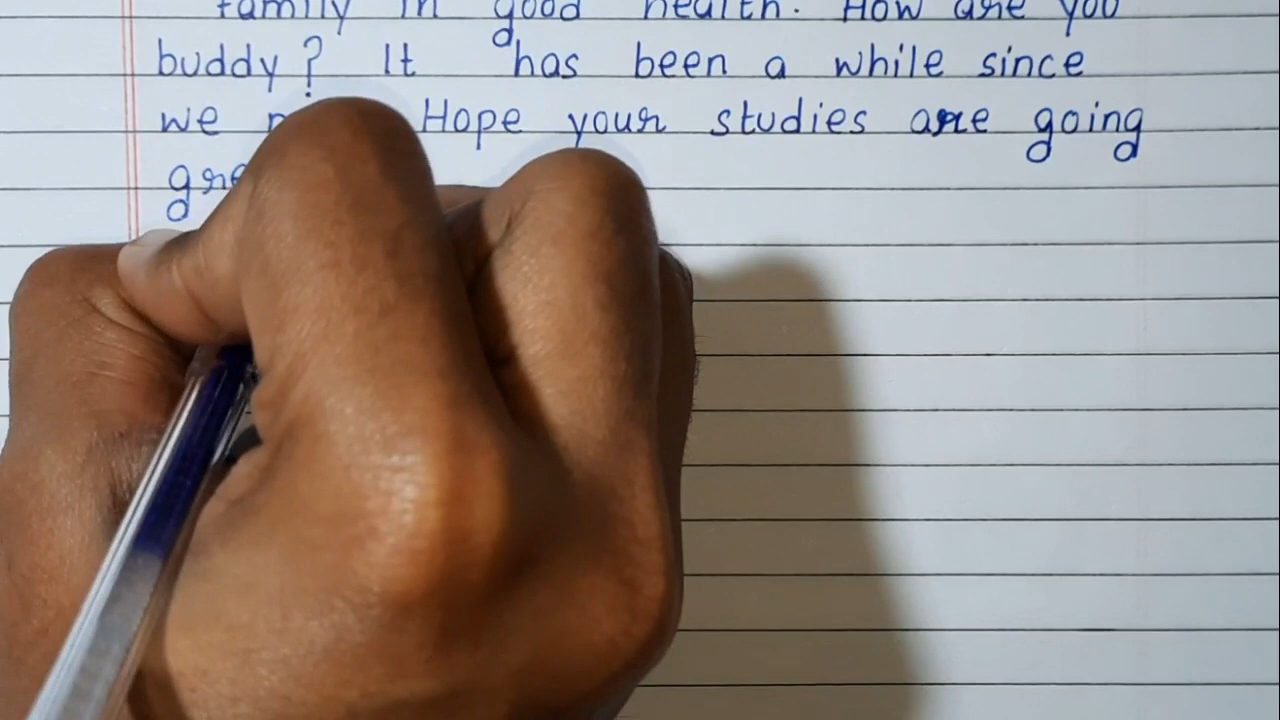 family in good health. How are you
buddy? It has been a while since
we Hope your studies are going